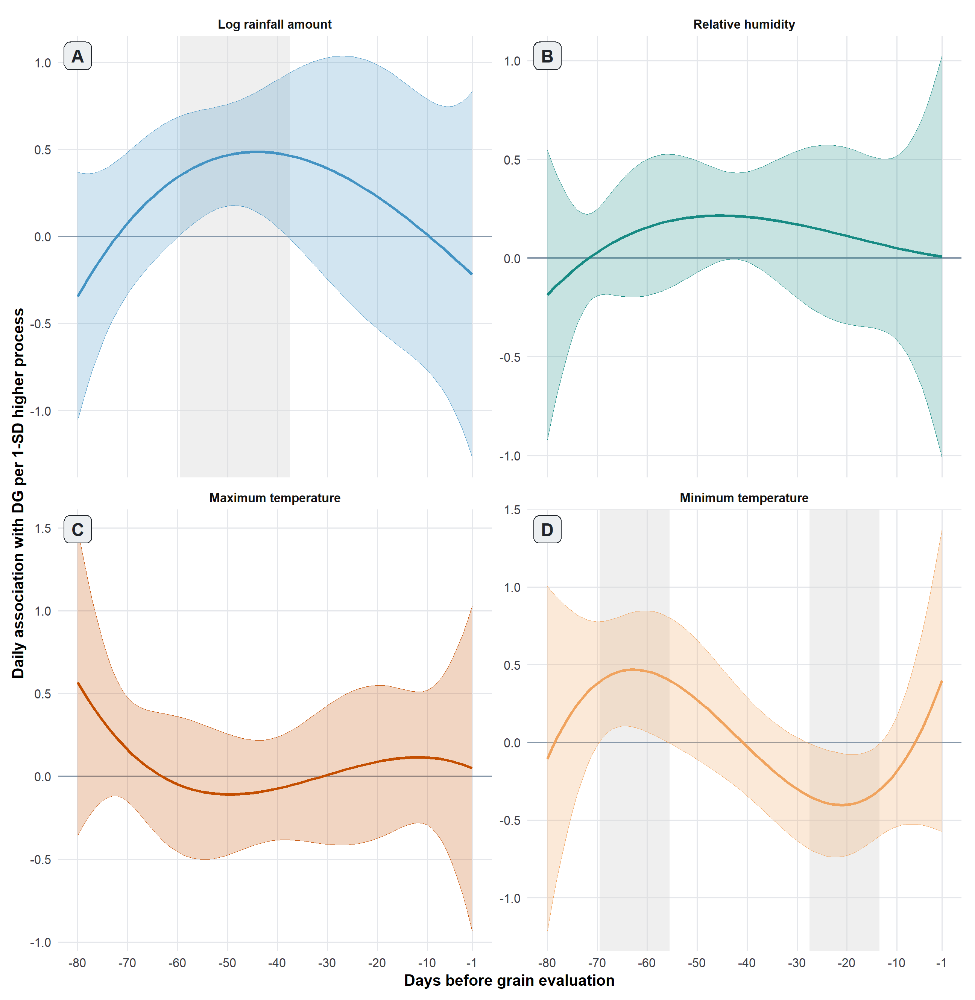 Log rainfall amount
Relative humidity
A
B
1.0
0.5
0.0
-0.5
-1.0
1.0
0.5
0.0
-0.5
-1.0
Daily association with DG per 1-SD higher process
Maximum temperature
Minimum temperature
C
D
1.5
1.0
0.5
0.0
-0.5
-1.0
1.5
1.0
0.5
0.0
-0.5
-1.0
-80 -70 -60 -50 -40 -30 -20 -10 -1
-80 -70 -60 -50 -40 -30 -20 -10 -1
Days before grain evaluation